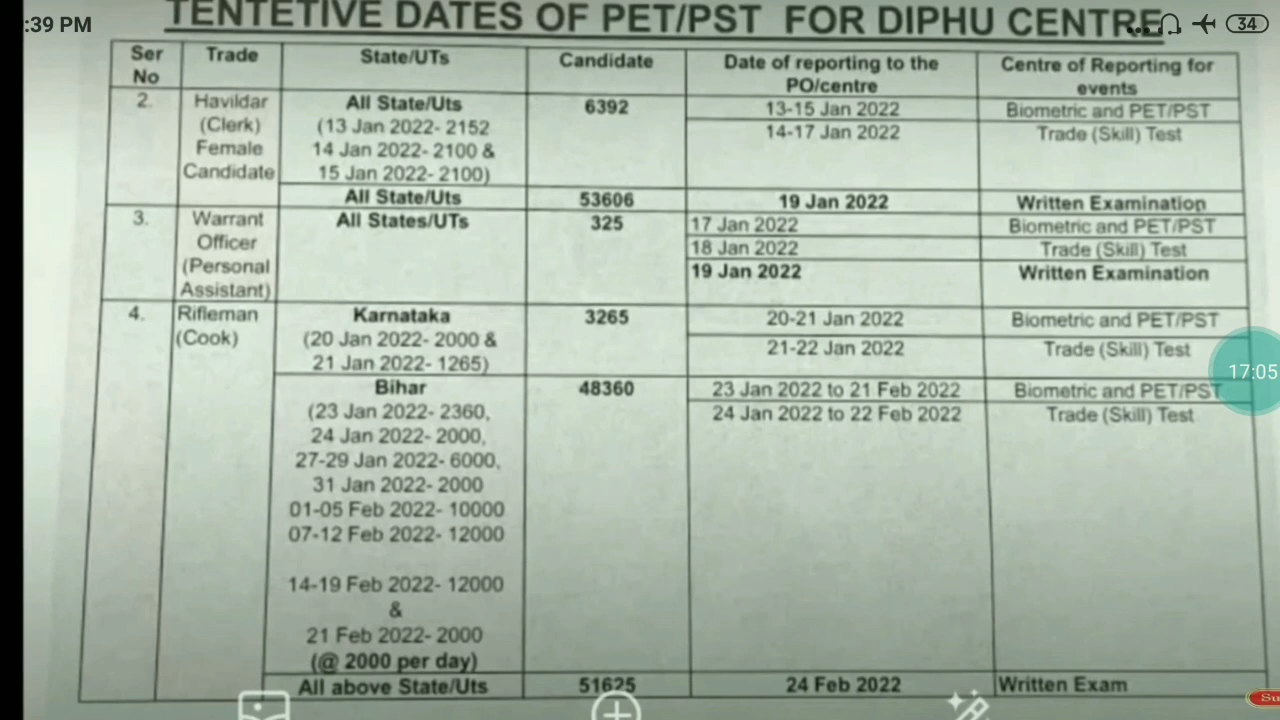 :39 PM
34
TENTETIVE DATES OF PET/PST FOR DIPHU CENTRE
Ser No Trade State/UTs Candidate Date of reporting to the PO/centre Centre of Reporting for events
2. Havildar (Clerk) Female Candidate
All State/Uts
(13 Jan 2022- 2152
14 Jan 2022- 2100 &
15 Jan 2022- 2100)
6392
13-15 Jan 2022 Biometric and PET/PST
14-17 Jan 2022 Trade (Skill) Test
All State/Uts 53606 19 Jan 2022 Written Examination
3. Warrant Officer (Personal Assistant)
All States/UTs 325
17 Jan 2022 Biometric and PET/PST
18 Jan 2022 Trade (Skill) Test
19 Jan 2022 Written Examination
4. Rifleman (Cook)
Karnataka
(20 Jan 2022- 2000 &
21 Jan 2022- 1265)
3265
20-21 Jan 2022 Biometric and PET/PST
21-22 Jan 2022 Trade (Skill) Test
17:05
Bihar
(23 Jan 2022- 2360,
24 Jan 2022- 2000,
27-29 Jan 2022- 6000,
31 Jan 2022- 2000
01-05 Feb 2022- 10000
07-12 Feb 2022- 12000
14-19 Feb 2022- 12000
&
21 Feb 2022- 2000
(@ 2000 per day)
48360
23 Jan 2022 to 21 Feb 2022 Biometric and PET/PST
24 Jan 2022 to 22 Feb 2022 Trade (Skill) Test
All above State/Uts 51625 24 Feb 2022 Written Exam